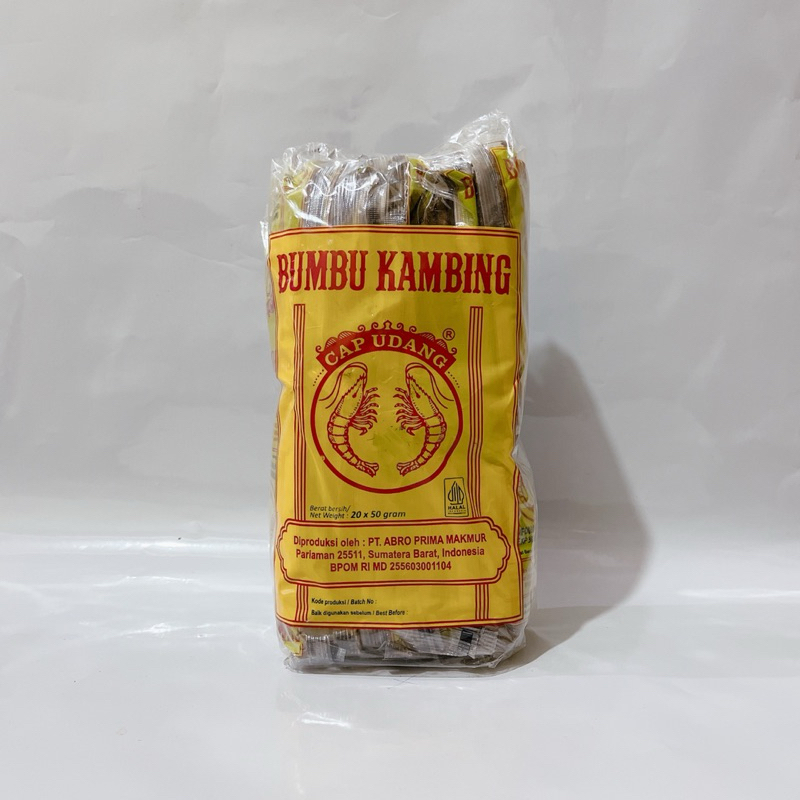 BUMBU KAMBING
CAP UDANG ®
Berat bersih/
Net Weight : 20 x 50 gram
HALAL
INDONESIA
Diproduksi oleh : PT. ABRO PRIMA MAKMUR
Pariaman 25511, Sumatera Barat, Indonesia
BPOM RI MD 255603001104
Kode produksi / Batch No :
Baik digunakan sebelum / Best Before :